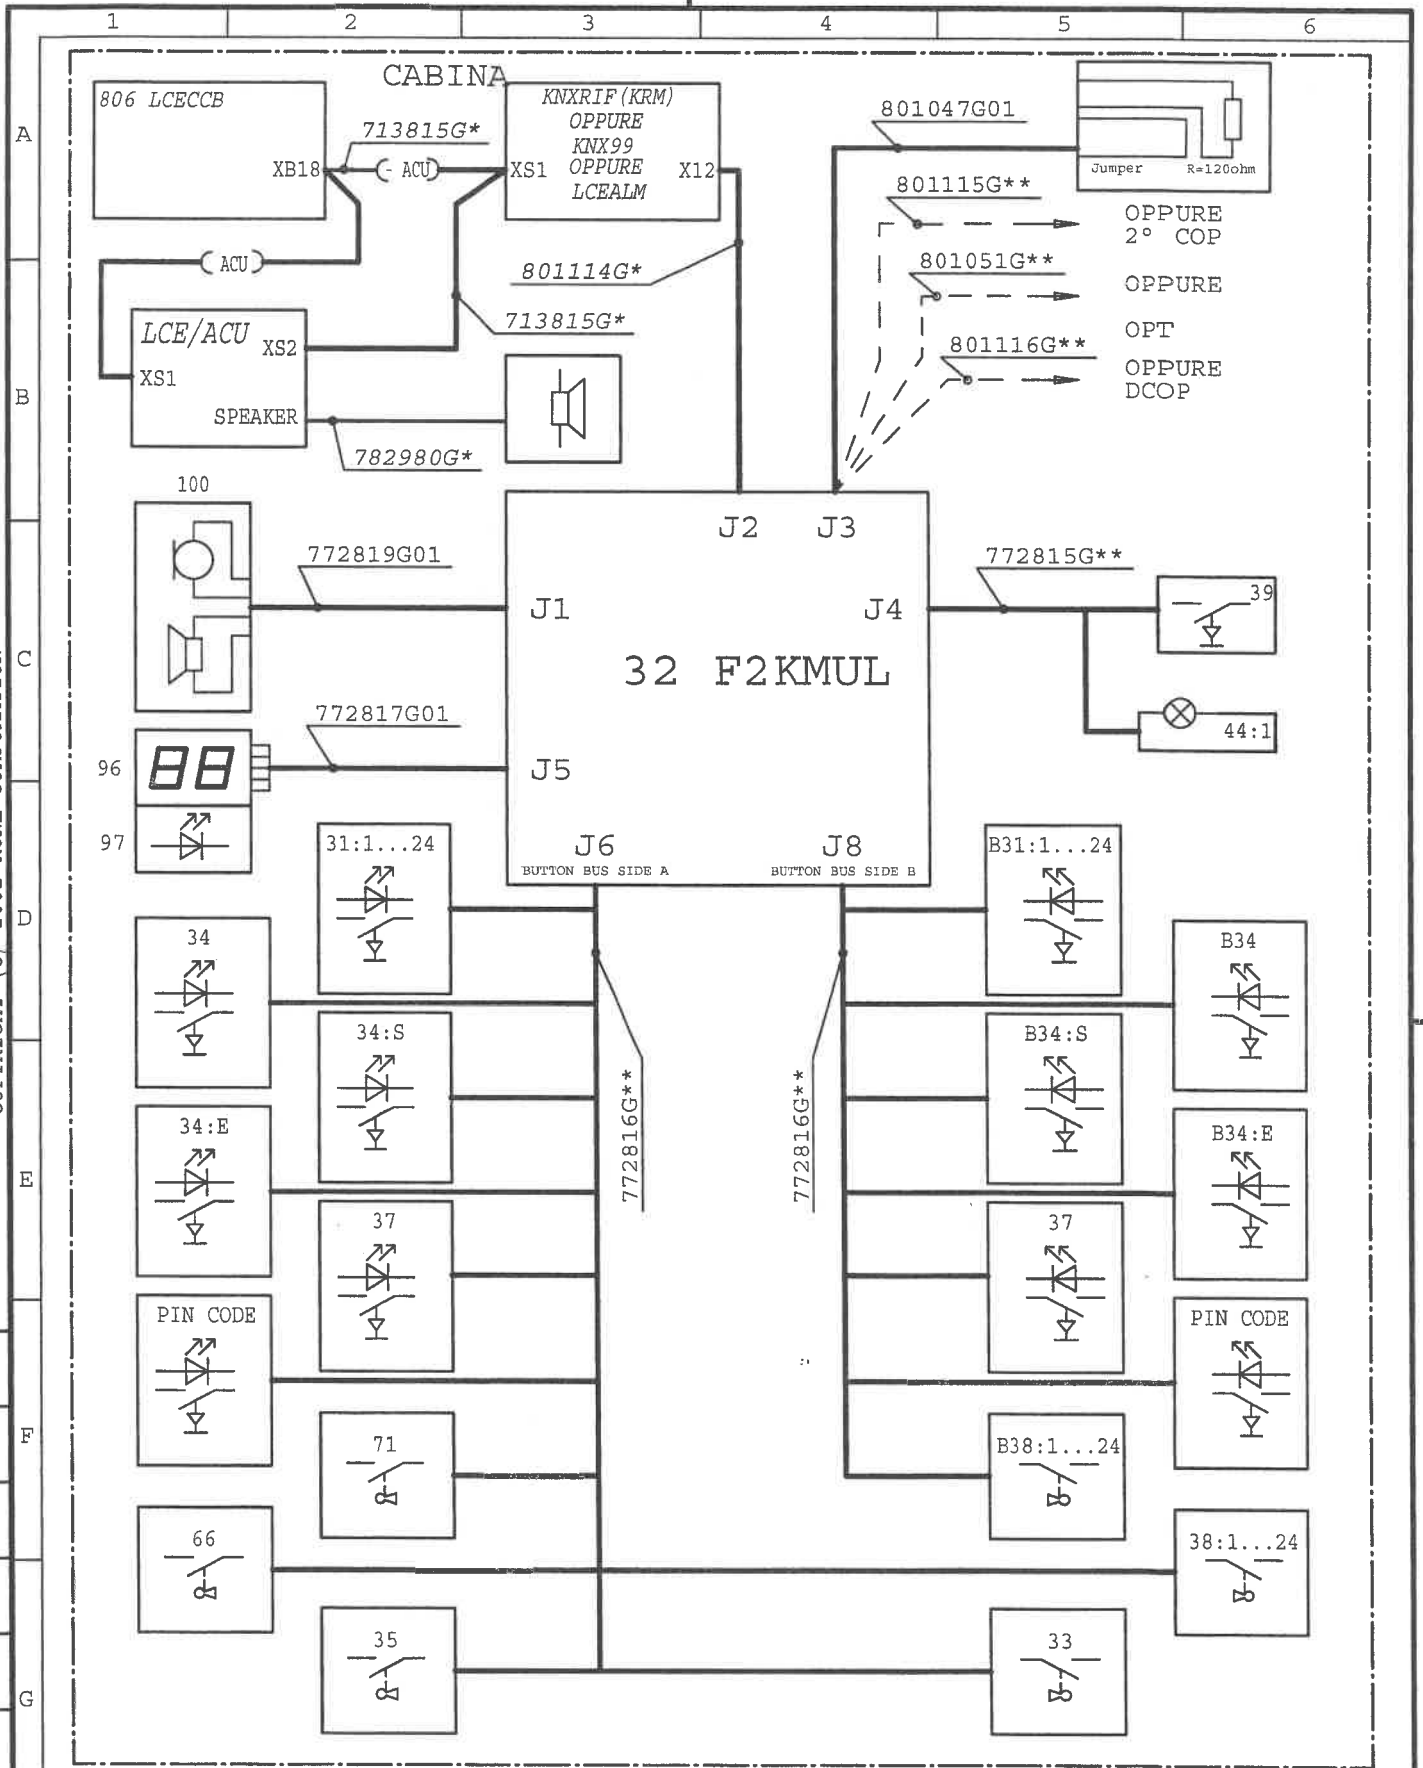 1 2 3 4 5 6
CABINA
A
806 LCECCB
XB18
713815G*
- ACU
KNXRIF(KRM)
OPPURE
KNX99
OPPURE
LCEALM
XS1
X12
801047G01
Jumper
R=120ohm
801115G**
OPPURE
2° COP
ACU
801114G*
801051G**
OPPURE
713815G*
OPT
801116G**
OPPURE
DCOP
B
LCE/ACU
XS2
XS1
SPEAKER
782980G*
100
J2
J3
772819G01
772815G**
J1
J4
39
C
32 F2KMUL
772817G01
44:1
96
88
J5
97
J6
BUTTON BUS SIDE A
J8
BUTTON BUS SIDE B
31:1...24
B31:1...24
D
34
B34
34:S
B34:S
772816G**
772816G**
34:E
B34:E
E
37
37
PIN CODE
PIN CODE
F
71
B38:1...24
66
38:1...24
35
33
G